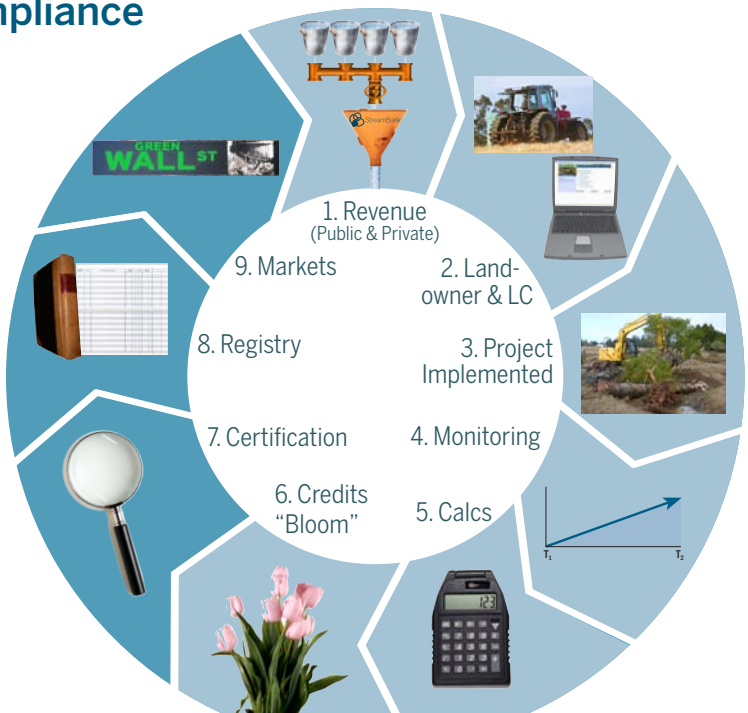 mpliance
StreamBank
GREEN
WALL ST
1. Revenue
(Public & Private)
9. Markets
2. Land-
owner & LC
8. Registry
3. Project
Implemented
7. Certification
4. Monitoring
6. Credits
“Bloom”
5. Calcs
T₁
T₂
123